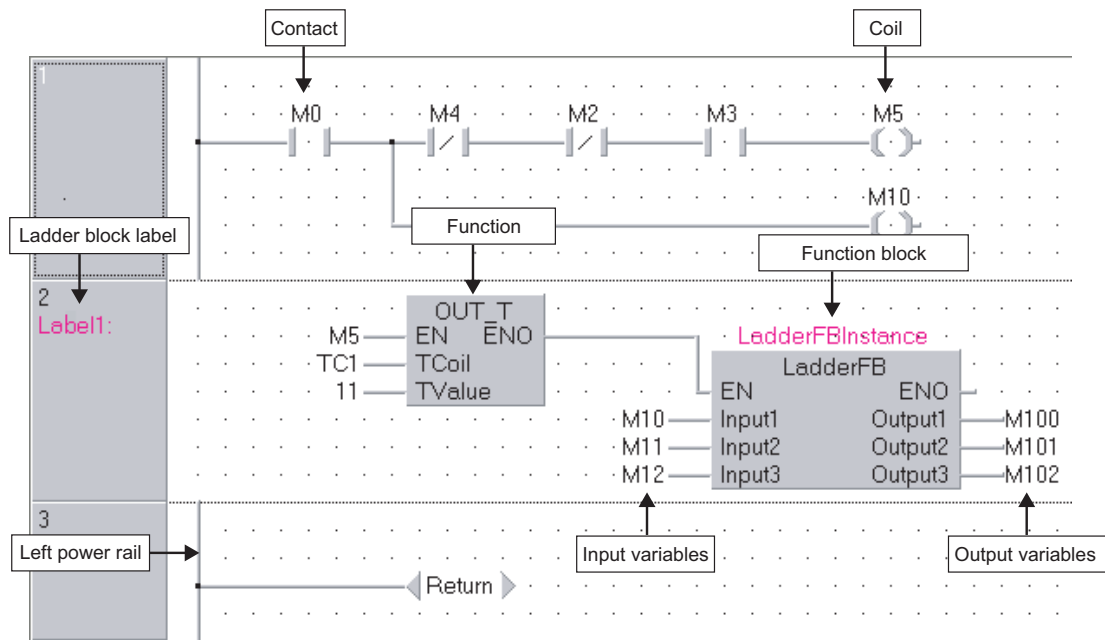 Contact
Coil
1
M0
M4
M2
M3
M5
M10
Ladder block label
Function
Function block
2
Label1:
OUT_T
M5
EN
ENO
TC1
TCoil
11
TValue
LadderFBInstance
LadderFB
EN
ENO
M10
Input1
Output1
M100
M11
Input2
Output2
M101
M12
Input3
Output3
M102
3
Left power rail
Input variables
Output variables
Return